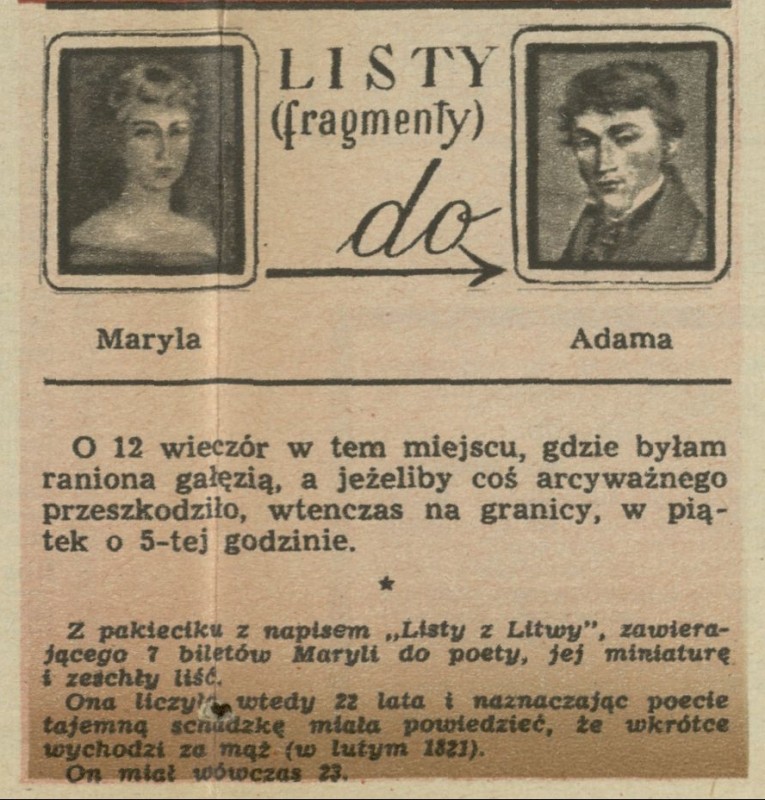 LISTY
(fragmenty)
do
Maryla
Adama
O 12 wieczór w tem miejscu, gdzie byłam
raniona gałęzią, a jeżeliby coś arcyważnego
przeszkodziło, wtenczas na granicy, w pią-
tek o 5-tej godzinie.
★
Z pakieciku z napisem „Listy z Litwy", zawiera-
jącego 7 biletów Maryli do poety, jej miniaturę
i zeschły liść.
Ona liczyła wtedy 22 lata i naznaczając poecie
tajemną schadzkę miała powiedzieć, że wkrótce
wychodzi za mąż (w lutym 1821).
On miał wówczas 23.